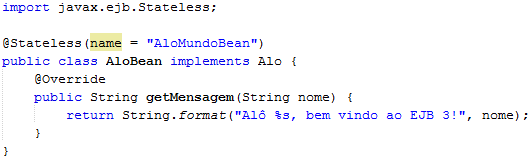 import javax.ejb.Stateless;
@Stateless(name = "AloMundoBean")
public class AloBean implements Alo {
@Override
public String getMensagem(String nome) {
return String.format("Alô %s, bem vindo ao EJB 3!", nome);
}
}